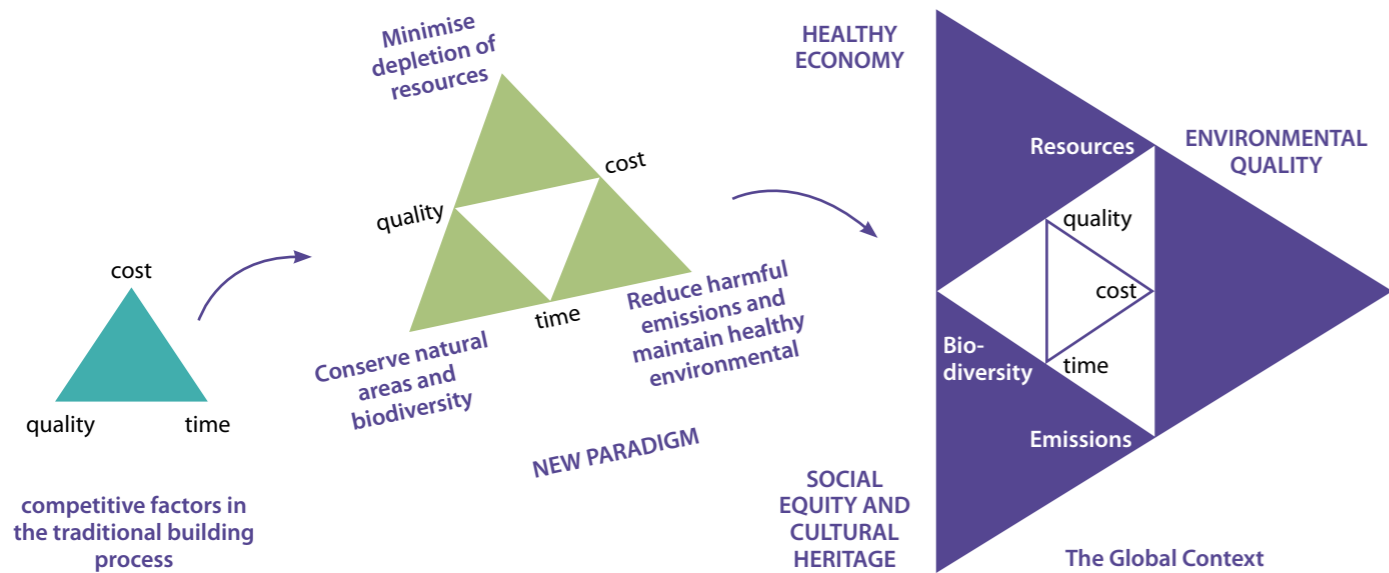 cost
quality
time
competitive factors in
the traditional building
process
Minimise
depletion of
resources
cost
quality
time
Conserve natural
areas and
biodiversity
Reduce harmful
emissions and
maintain healthy
environmental
NEW PARADIGM
HEALTHY
ECONOMY
Resources
ENVIRONMENTAL
QUALITY
quality
cost
time
Bio-
diversity
Emissions
SOCIAL
EQUITY AND
CULTURAL
HERITAGE
The Global Context